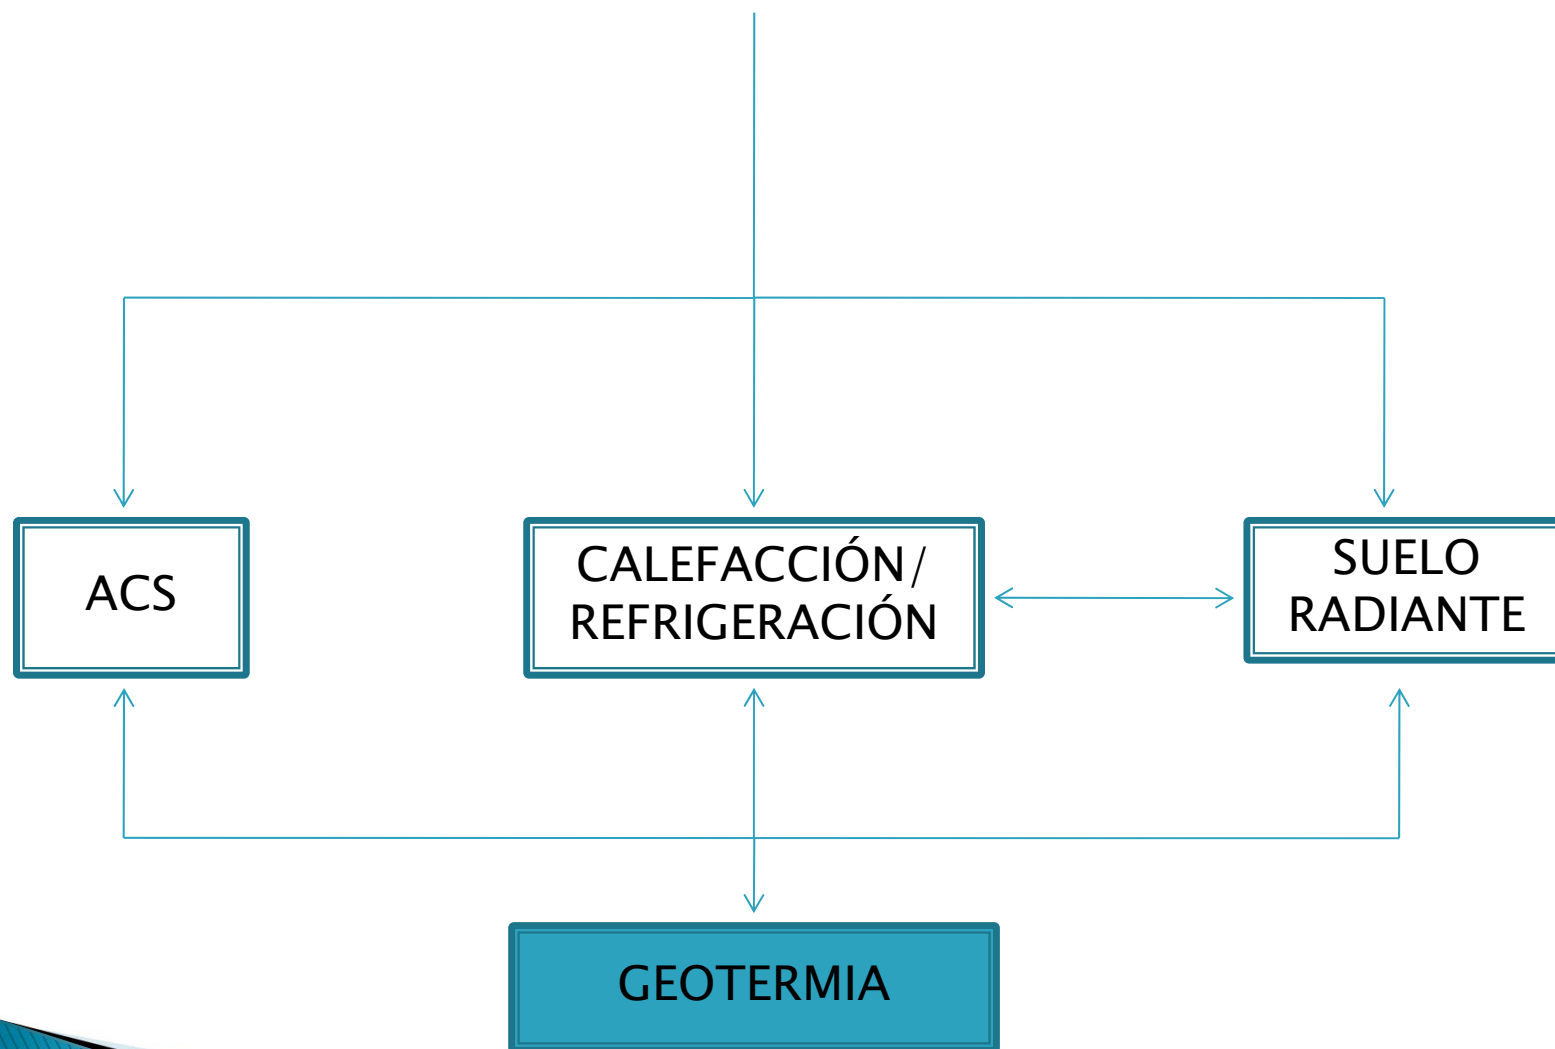 ACS
CALEFACCIÓN/
REFRIGERACIÓN
SUELO
RADIANTE
GEOTERMIA